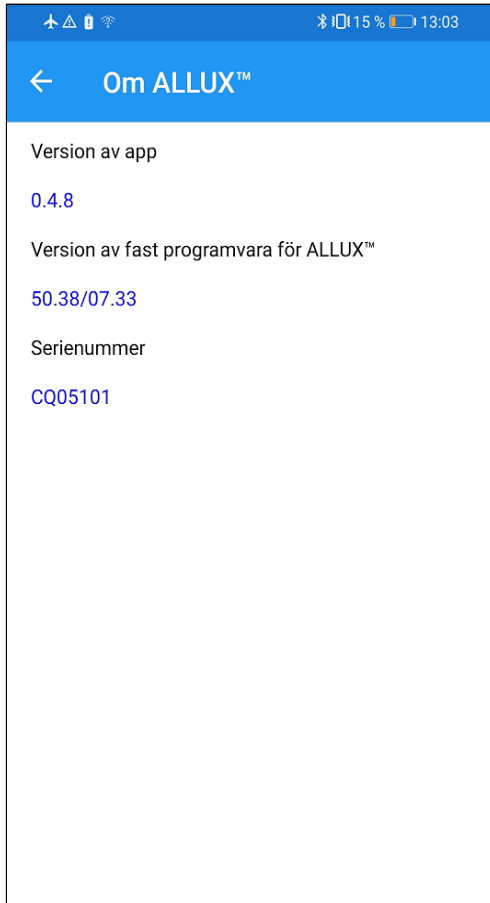 15 % 13:03
Om ALLUX™
Version av app
0.4.8
Version av fast programvara för ALLUX™
50.38/07.33
Serienummer
CQ05101